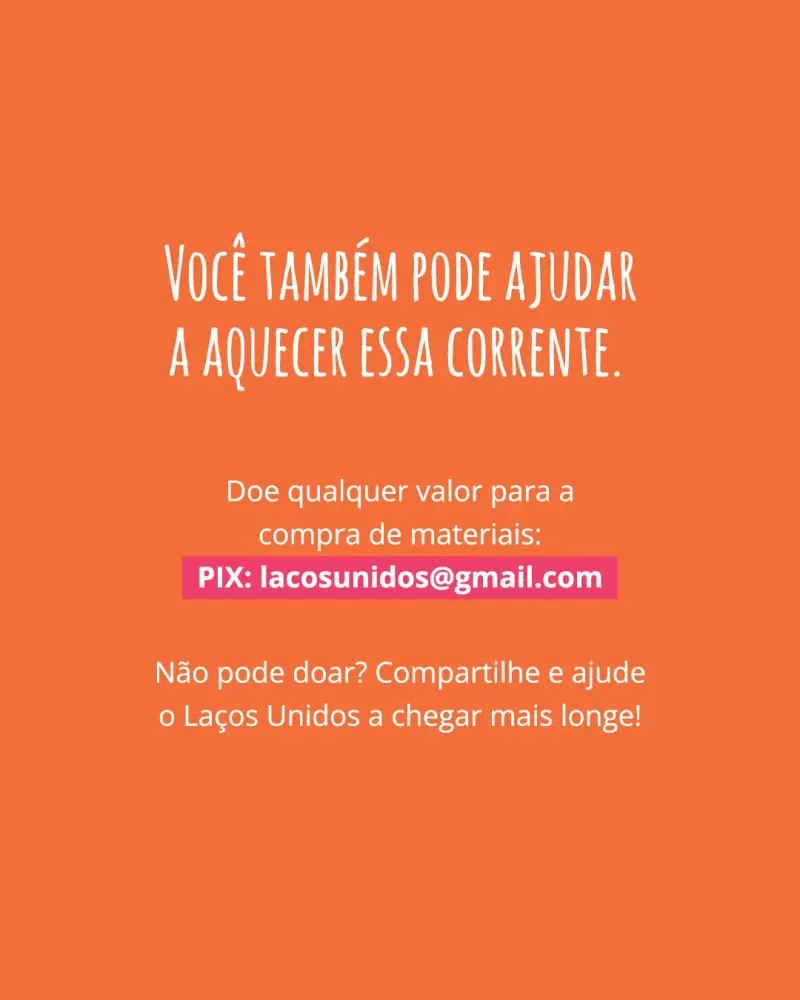 Você também pode ajudar
a aquecer essa corrente.
Doe qualquer valor para a
compra de materiais:
PIX: lacosunidos@gmail.com
Não pode doar? Compartilhe e ajude
o Laços Unidos a chegar mais longe!